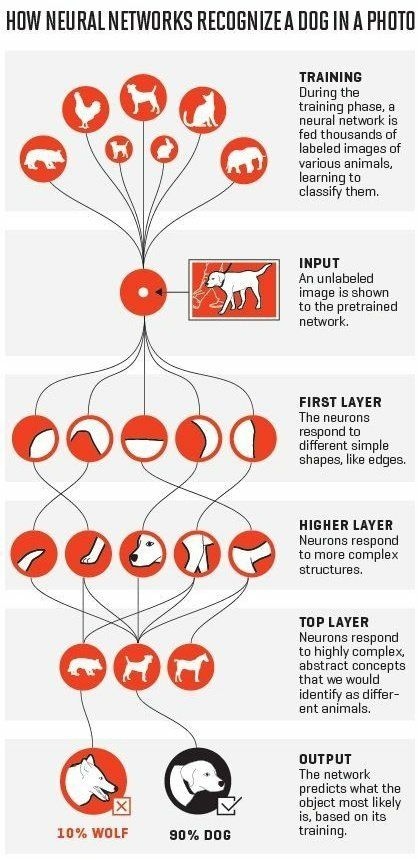 HOW NEURAL NETWORKS RECOGNIZE A DOG IN A PHOTO
TRAINING
During the
training phase, a
neural network is
fed thousands of
labeled images of
various animals,
learning to
classify them.
INPUT
An unlabeled
image is shown
to the pretrained
network.
FIRST LAYER
The neurons
respond to
different simple
shapes, like edges.
HIGHER LAYER
Neurons respond
to more complex
structures.
TOP LAYER
Neurons respond
to highly complex,
abstract concepts
that we would
identify as differ-
ent animals.
OUTPUT
The network
predicts what the
object most likely
is, based on its
training.
10% WOLF
90% DOG